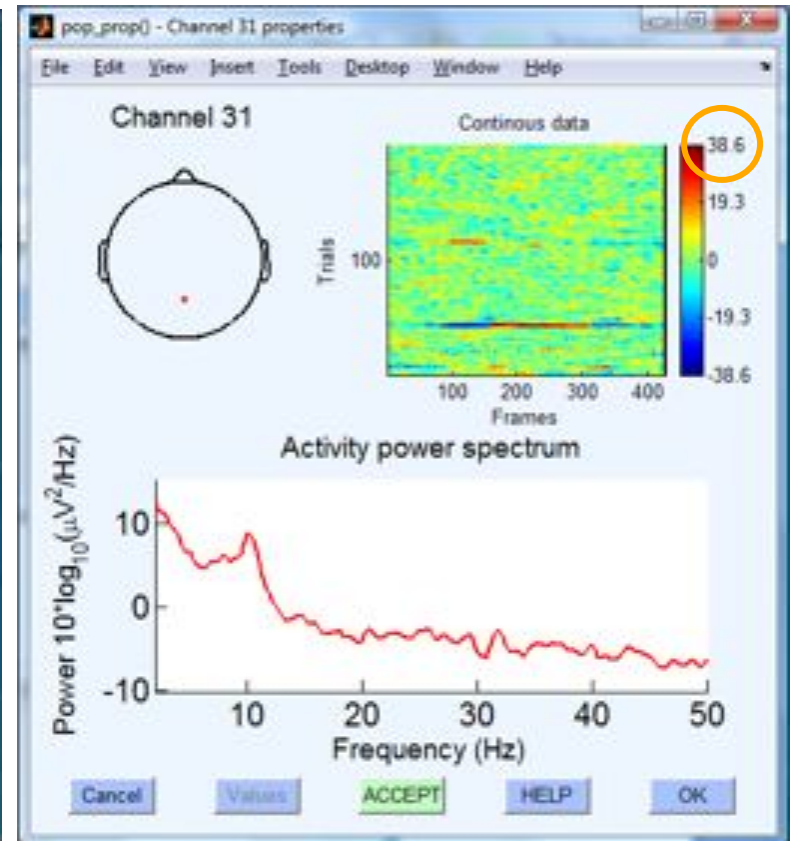 pop_prop() - Channel 31 properties
File Edit View Insert Tools Desktop Window Help
Channel 31
Continous data
38.6
19.3
0
-19.3
-38.6
Trials
100
100 200 300 400
Frames
Activity power spectrum
Power 10*log₁₀(μV²/Hz)
10
0
-10
10 20 30 40 50
Frequency (Hz)
Cancel Values ACCEPT HELP OK